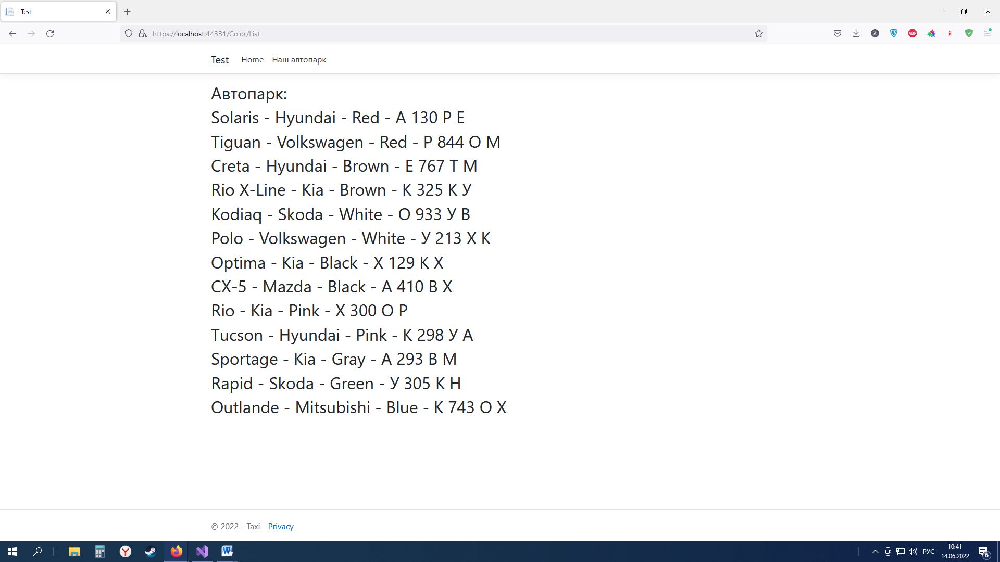 - Test
https://localhost:44331/Color/List
Test Home Наш автопарк
Автопарк:
Solaris - Hyundai - Red - А 130 Р Е
Tiguan - Volkswagen - Red - Р 844 О М
Creta - Hyundai - Brown - Е 767 Т М
Rio X-Line - Kia - Brown - К 325 К У
Kodiaq - Skoda - White - О 933 У В
Polo - Volkswagen - White - У 213 Х К
Optima - Kia - Black - Х 129 К Х
CX-5 - Mazda - Black - А 410 В Х
Rio - Kia - Pink - Х 300 О Р
Tucson - Hyundai - Pink - К 298 У А
Sportage - Kia - Gray - А 293 В М
Rapid - Skoda - Green - У 305 К Н
Outlande - Mitsubishi - Blue - К 743 О Х
© 2022 - Taxi - Privacy
РУС
10:41
14.06.2022
6